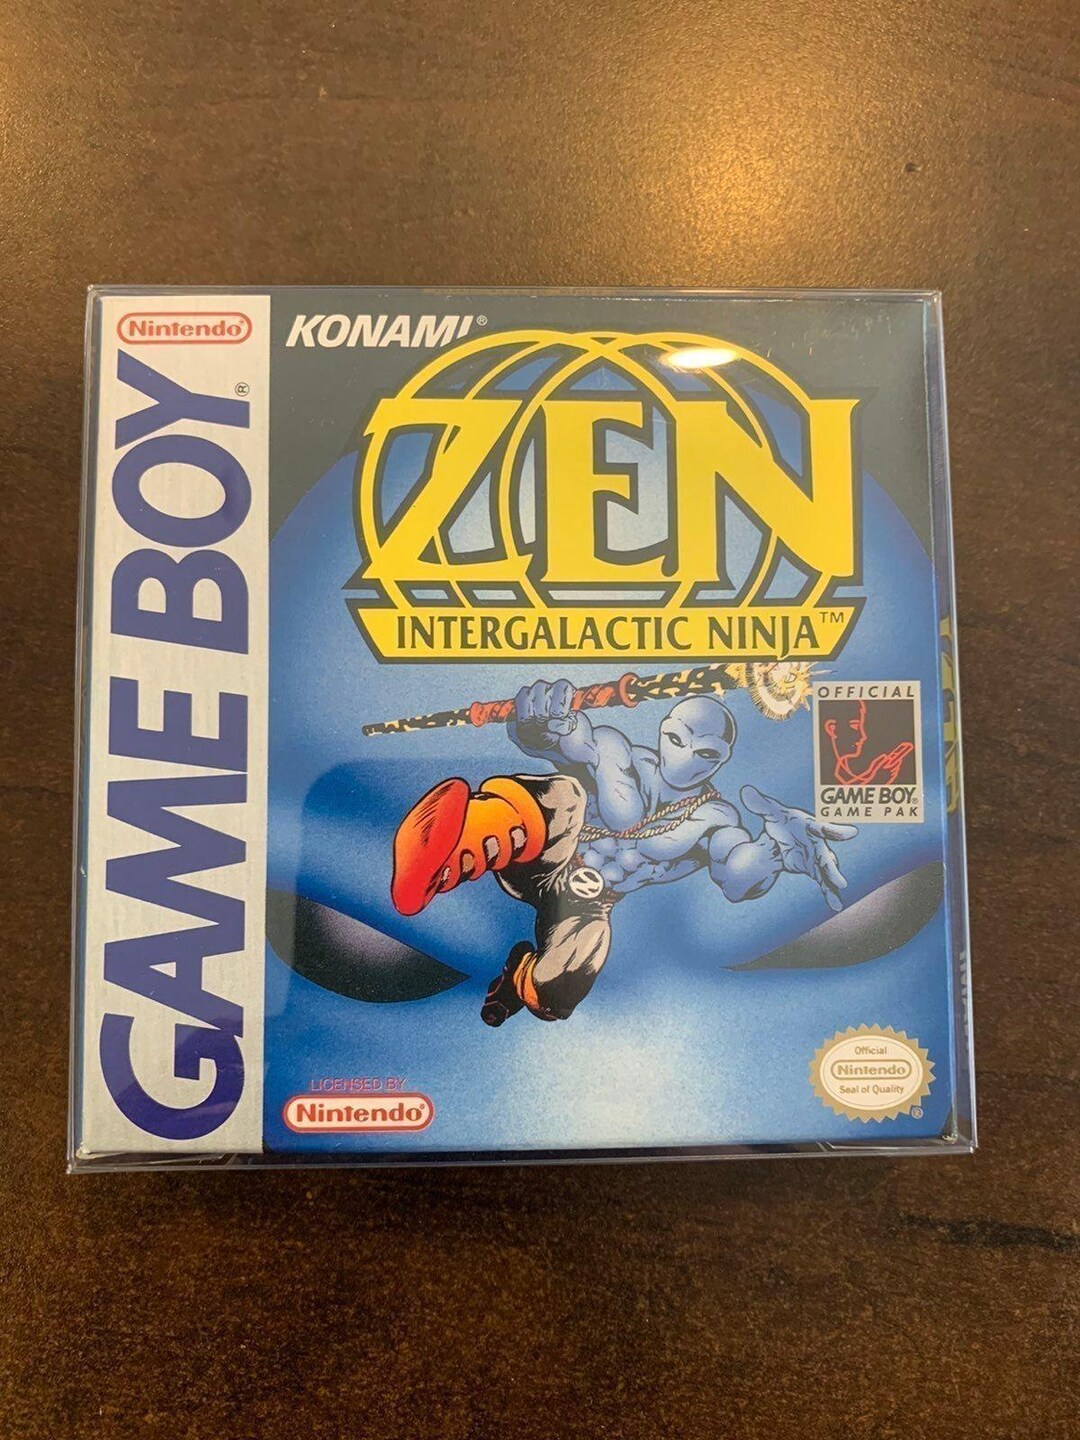 Nintendo®
GAME BOY®
KONAMI®
ZEN
INTERGALACTIC NINJA™
OFFICIAL
GAME BOY®
GAME PAK
LICENSED BY
Nintendo®
Official
Nintendo
Seal of Quality
®